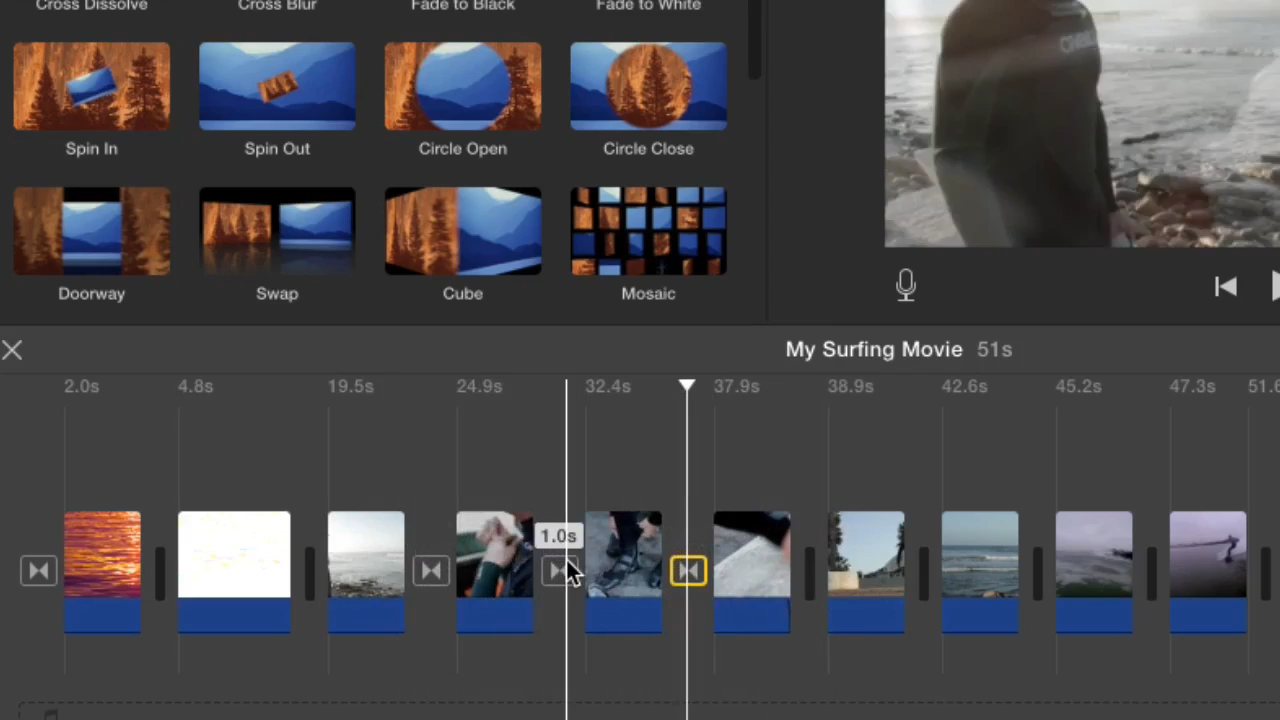 Cross Dissolve Cross Blur Fade to Black Fade to White
Spin In Spin Out Circle Open Circle Close
Doorway Swap Cube Mosaic
My Surfing Movie 51s
2.0s 4.8s 19.5s 24.9s 32.4s 37.9s 38.9s 42.6s 45.2s 47.3s 51.6
1.0s